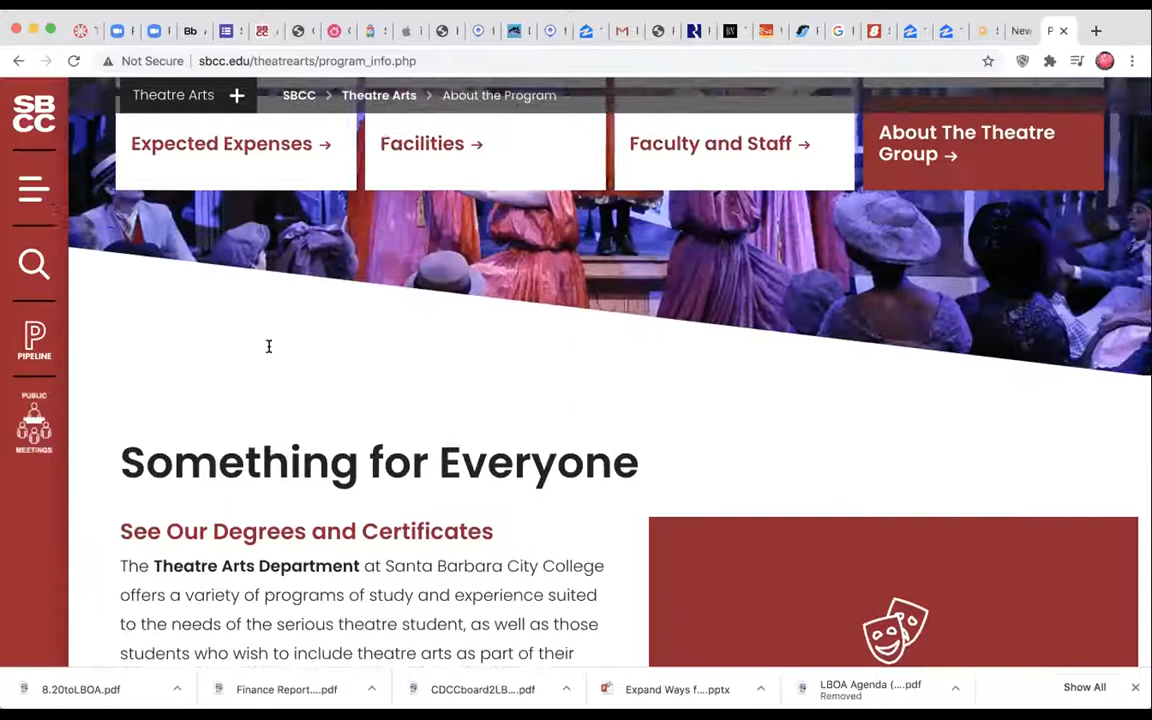 Bb
New
P
Not Secure
sbcc.edu/theatrearts/program_info.php
SB
CC
Theatre Arts +
SBCC > Theatre Arts > About the Program
Expected Expenses →
Facilities →
Faculty and Staff →
About The Theatre
Group →
P
PIPELINE
PUBLIC
MEETINGS
Something for Everyone
See Our Degrees and Certificates
The Theatre Arts Department at Santa Barbara City College
offers a variety of programs of study and experience suited
to the needs of the serious theatre student, as well as those
students who wish to include theatre arts as part of their
8.20toLBOA.pdf
Finance Report....pdf
CDCCboard2LB....pdf
Expand Ways f....pptx
LBOA Agenda (....pdf
Removed
Show All